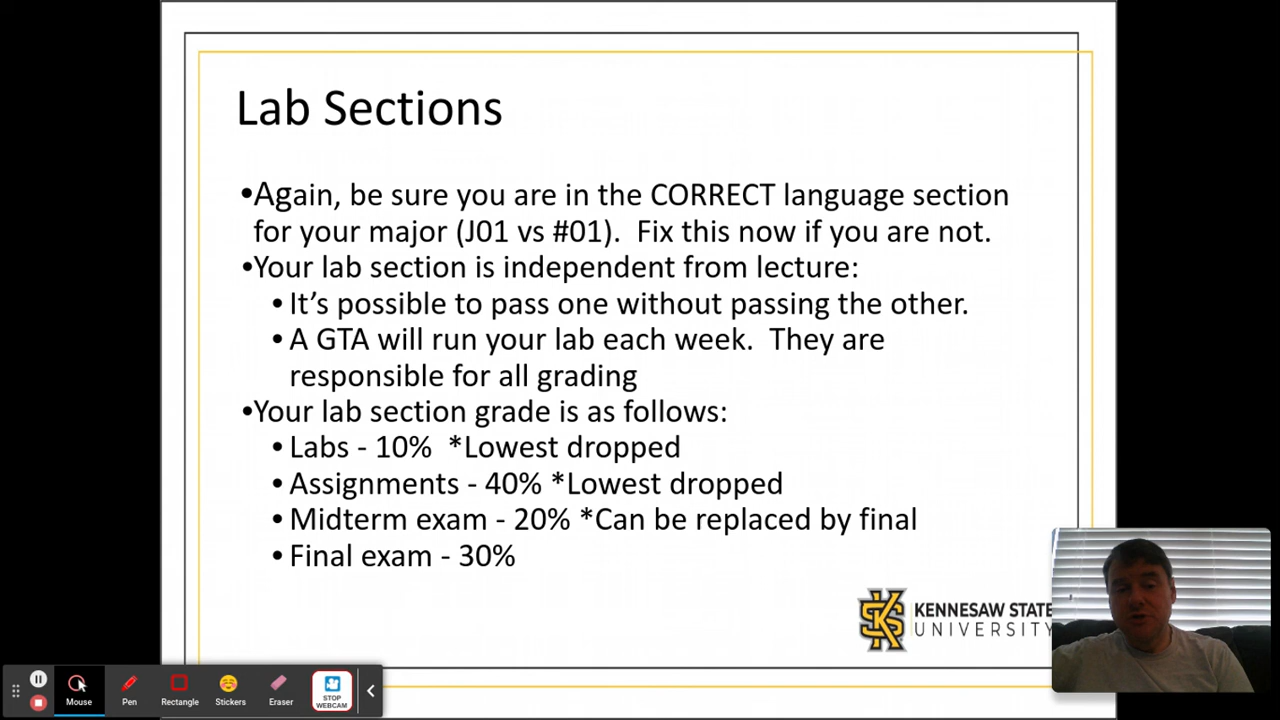 Lab Sections
•Again, be sure you are in the CORRECT language section
for your major (J01 vs #01).  Fix this now if you are not.
•Your lab section is independent from lecture:
• It’s possible to pass one without passing the other.
• A GTA will run your lab each week.  They are
responsible for all grading
•Your lab section grade is as follows:
• Labs - 10%  *Lowest dropped
• Assignments - 40% *Lowest dropped
• Midterm exam - 20% *Can be replaced by final
• Final exam - 30%
KS
KENNESAW STATE
UNIVERSITY
Mouse
Pen
Rectangle
Stickers
Eraser
STOP
WEBCAM